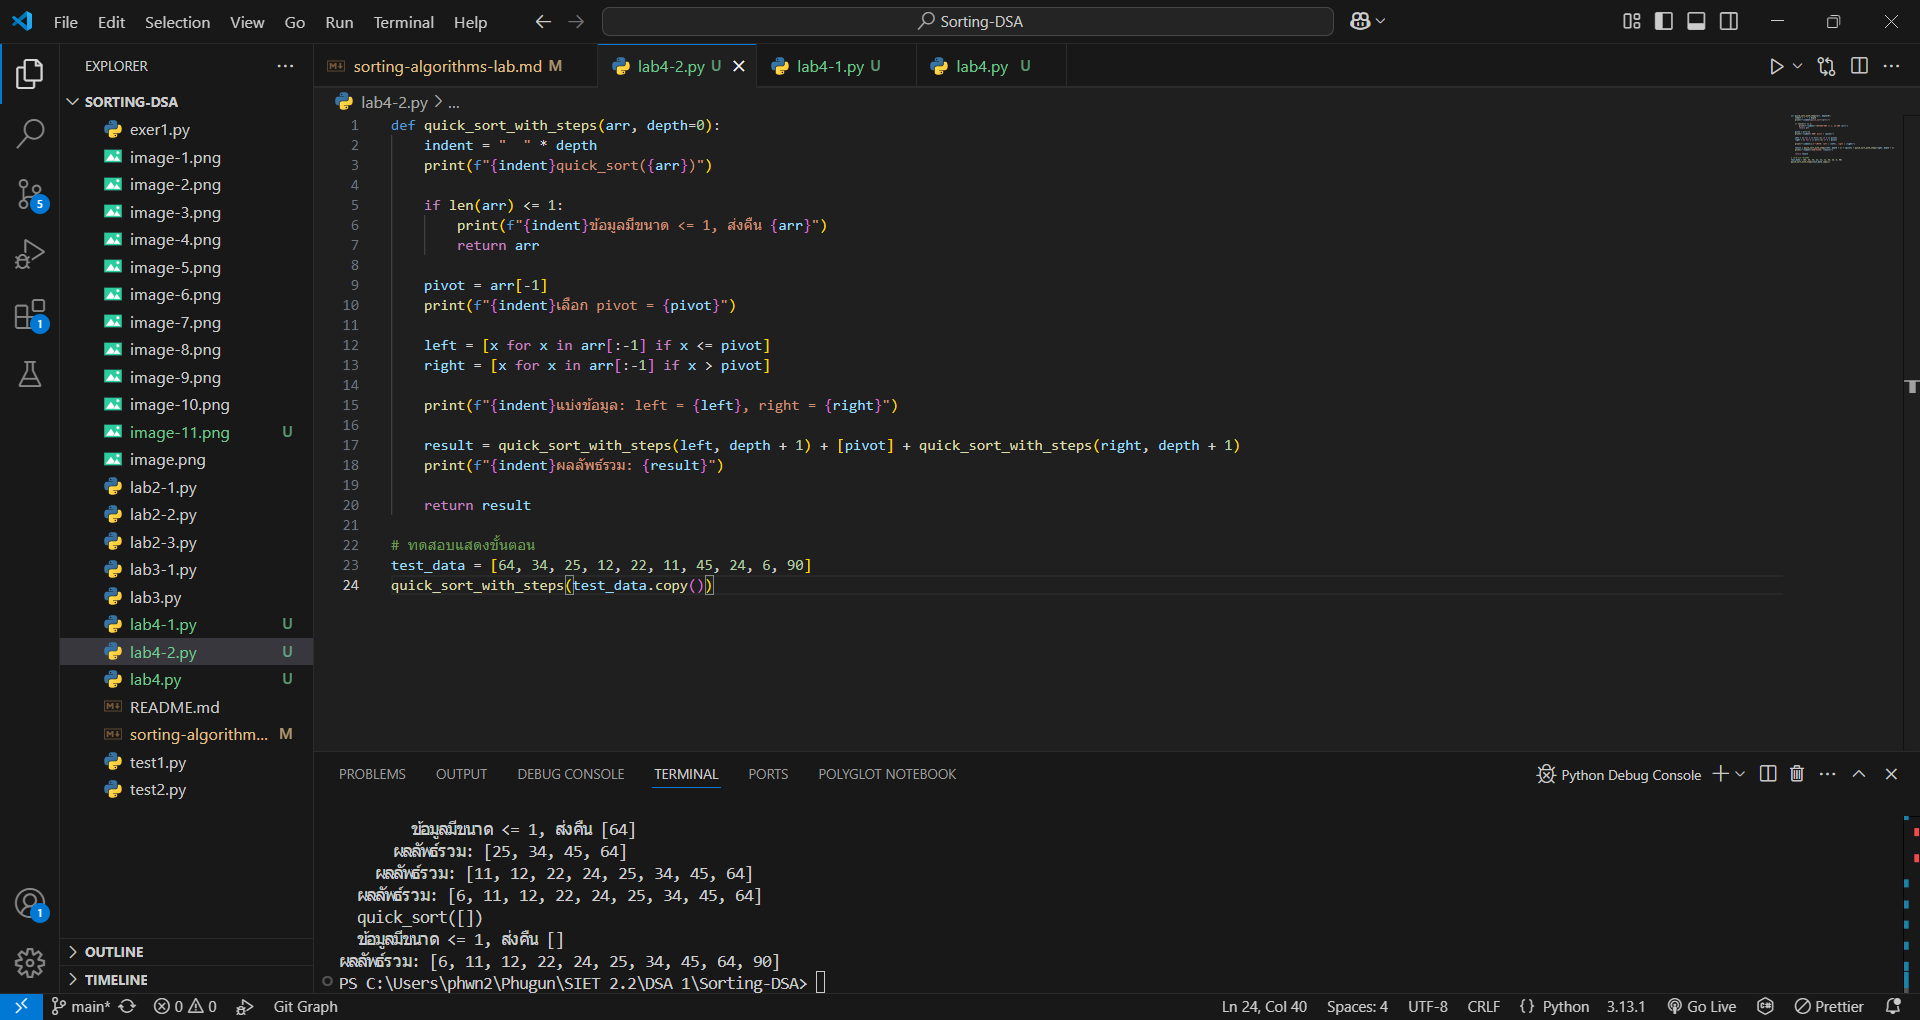 File Edit Selection View Go Run Terminal Help
Sorting-DSA
EXPLORER
SORTING-DSA
exer1.py
image-1.png
image-2.png
image-3.png
image-4.png
image-5.png
image-6.png
image-7.png
image-8.png
image-9.png
image-10.png
image-11.png U
image.png
lab2-1.py
lab2-2.py
lab2-3.py
lab3-1.py
lab3.py
lab4-1.py U
lab4-2.py U
lab4.py U
README.md
sorting-algorithm... M
test1.py
test2.py
OUTLINE
TIMELINE
5
1
1
sorting-algorithms-lab.md M
lab4-2.py U
lab4-1.py U
lab4.py U
lab4-2.py > ...
1 def quick_sort_with_steps(arr, depth=0):
2 indent = "  " * depth
3 print(f"{indent}quick_sort({arr})")
4
5 if len(arr) <= 1:
6 print(f"{indent}ข้อมูลมีขนาด <= 1, ส่งคืน {arr}")
7 return arr
8
9 pivot = arr[-1]
10 print(f"{indent}เลือก pivot = {pivot}")
11
12 left = [x for x in arr[:-1] if x <= pivot]
13 right = [x for x in arr[:-1] if x > pivot]
14
15 print(f"{indent}แบ่งข้อมูล: left = {left}, right = {right}")
16
17 result = quick_sort_with_steps(left, depth + 1) + [pivot] + quick_sort_with_steps(right, depth + 1)
18 print(f"{indent}ผลลัพธ์รวม: {result}")
19
20 return result
21
22 # ทดสอบแสดงขั้นตอน
23 test_data = [64, 34, 25, 12, 22, 11, 45, 24, 6, 90]
24 quick_sort_with_steps(test_data.copy())
PROBLEMS OUTPUT DEBUG CONSOLE TERMINAL PORTS POLYGLOT NOTEBOOK
Python Debug Console
ข้อมูลมีขนาด <= 1, ส่งคืน [64]
ผลลัพธ์รวม: [25, 34, 45, 64]
ผลลัพธ์รวม: [11, 12, 22, 24, 25, 34, 45, 64]
ผลลัพธ์รวม: [6, 11, 12, 22, 24, 25, 34, 45, 64]
quick_sort([])
ข้อมูลมีขนาด <= 1, ส่งคืน []
ผลลัพธ์รวม: [6, 11, 12, 22, 24, 25, 34, 45, 64, 90]
PS C:\Users\phwn2\Phugun\SIET 2.2\DSA 1\Sorting-DSA>
main* 0 0 Git Graph
Ln 24, Col 40 Spaces: 4 UTF-8 CRLF {} Python 3.13.1 Go Live Prettier